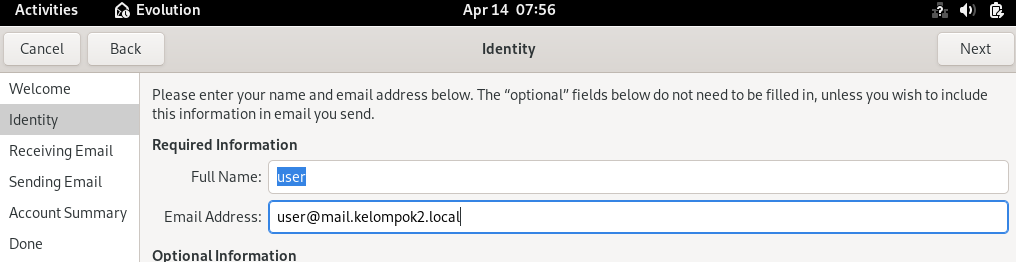 Activities Evolution Apr 14 07:56
Cancel Back Identity Next
Welcome
Identity
Receiving Email
Sending Email
Account Summary
Done
Please enter your name and email address below. The “optional” fields below do not need to be filled in, unless you wish to include
this information in email you send.
Required Information
Full Name: user
Email Address: user@mail.kelompok2.local
Optional Information